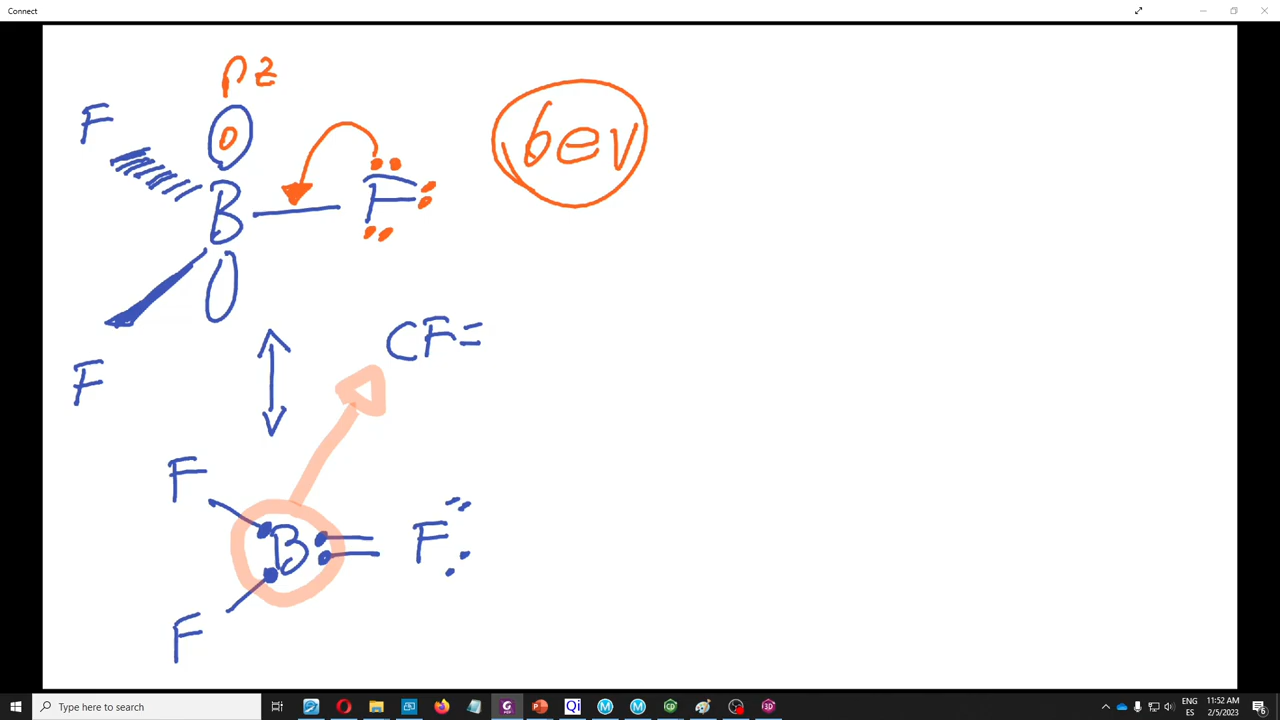 Connect
pz
F
bev
B
F
F
CF=
F
B
F
F
Type here to search
ENG
ES
11:52 AM
2/5/2023